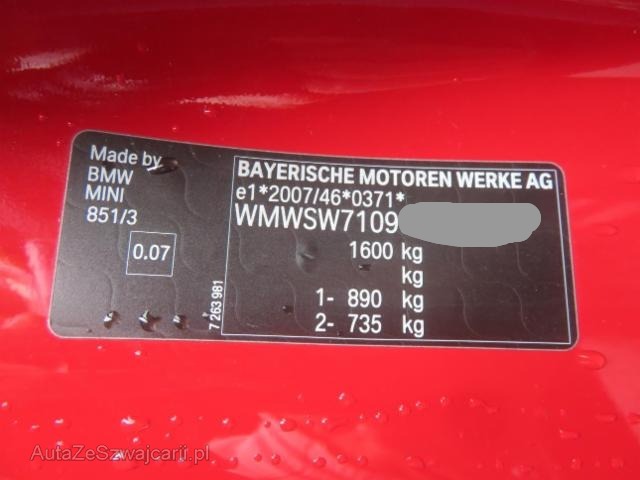 Made by
BMW
MINI
851/3
0.07
7 263 981
BAYERISCHE MOTOREN WERKE AG
e1*2007/46*0371*
WMWSW7109
1600 kg
kg
1- 890 kg
2- 735 kg
AutaZeSzwajcarii.pl